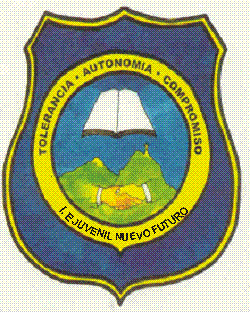 TOLERANCIA • AUTONOMIA • COMPROMISO
I. E JUVENIL NUEVO FUTURO